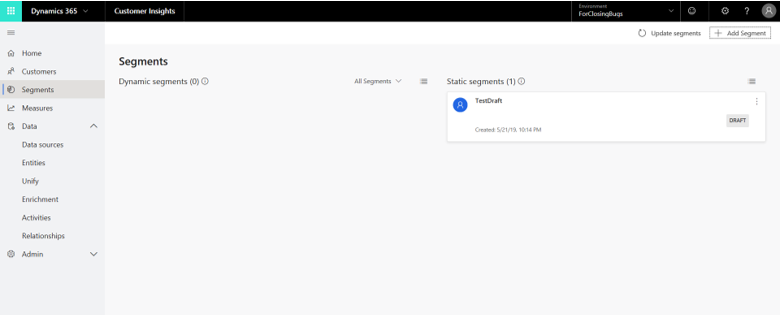 Dynamics 365
Customer Insights
Environment
ForClosingBugs
?
Update segments
Add Segment
Home
Customers
Segments
Measures
Data
Data sources
Entities
Unify
Enrichment
Activities
Relationships
Admin
Segments
Dynamic segments (0)
All Segments
Static segments (1)
TestDraft
DRAFT
Created: 5/21/19, 10:14 PM